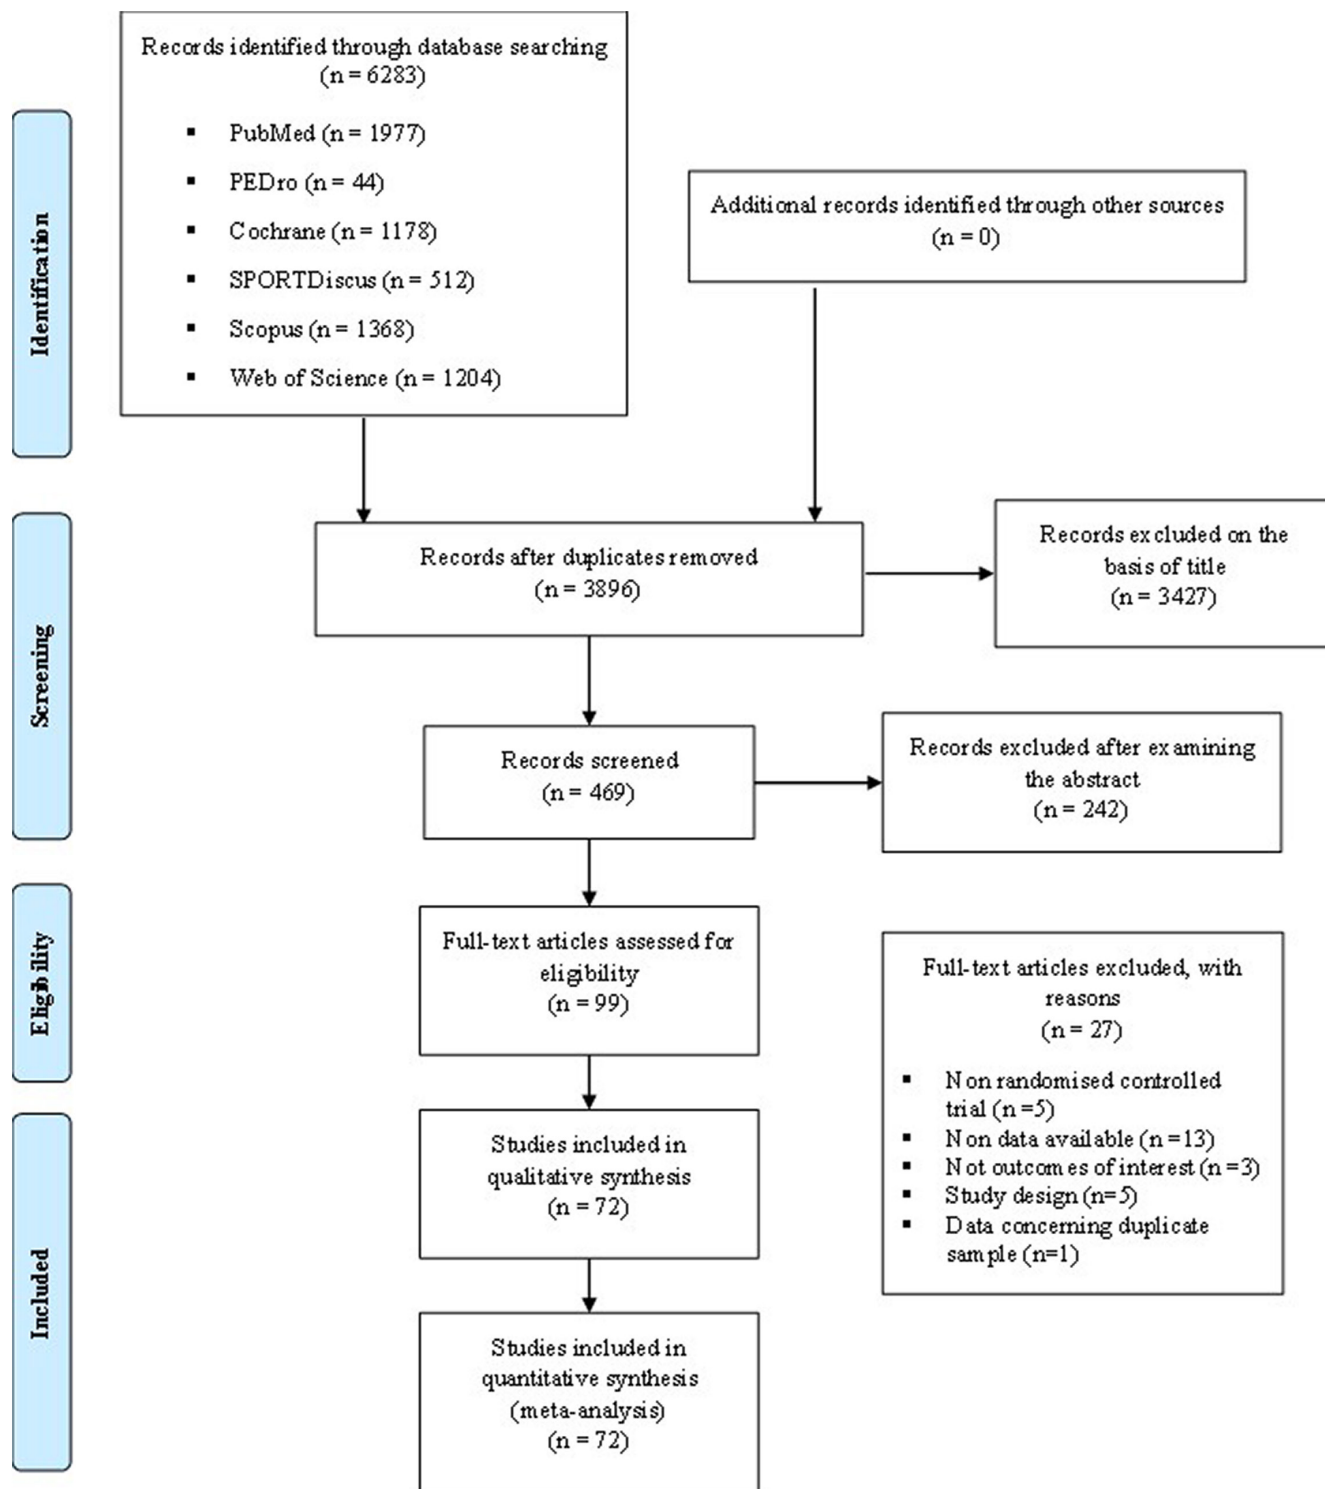 Records identified through database searching
(n = 6283)
▪ PubMed (n = 1977)
▪ PEDro (n = 44)
▪ Cochrane (n = 1178)
▪ SPORTDiscus (n = 512)
▪ Scopus (n = 1368)
▪ Web of Science (n = 1204)
Additional records identified through other sources
(n = 0)
Identification
Records after duplicates removed
(n = 3896)
Records excluded on the
basis of title
(n = 3427)
Screening
Records screened
(n = 469)
Records excluded after examining
the abstract
(n = 242)
Eligibility
Full-text articles assessed for
eligibility
(n = 99)
Full-text articles excluded, with
reasons
(n = 27)
▪ Non randomised controlled
trial (n =5)
▪ Non data available (n =13)
▪ Not outcomes of interest (n =3)
▪ Study design (n=5)
▪ Data concerning duplicate
sample (n=1)
Included
Studies included in
qualitative synthesis
(n = 72)
Studies included in
quantitative synthesis
(meta-analysis)
(n = 72)